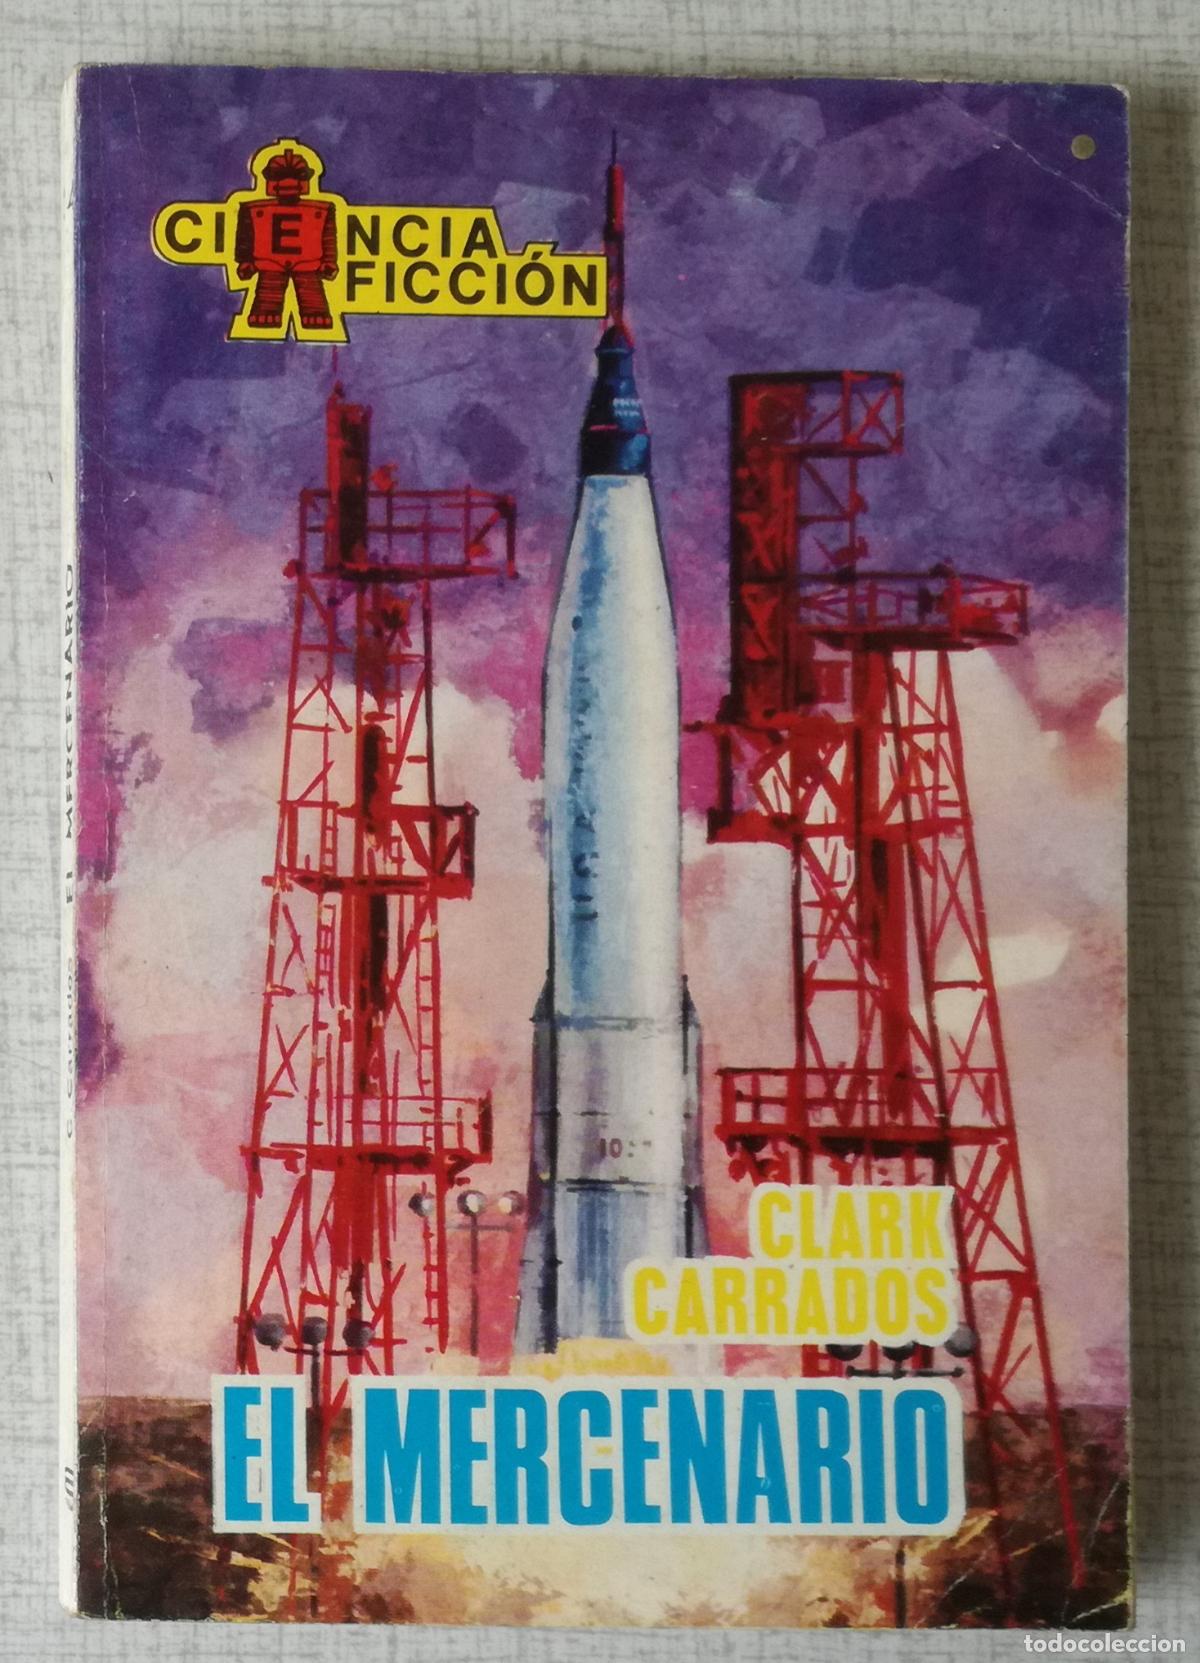 CIENCIA
FICCIÓN
CLARK
CARRADOS
EL MERCENARIO
C. Carrados EL MERCENARIO
todocoleccion